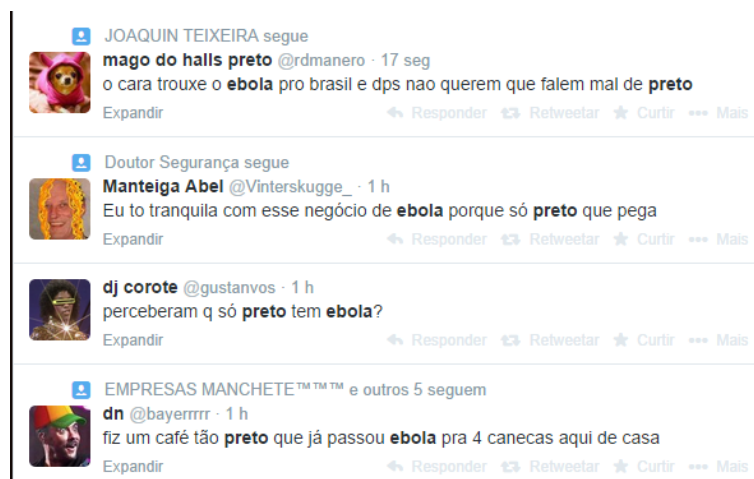 JOAQUIN TEIXEIRA segue
mago do halls preto @rdmanero · 17 seg
o cara trouxe o ebola pro brasil e dps nao querem que falem mal de preto
Expandir Responder Retweetar Curtir Mais
Doutor Segurança segue
Manteiga Abel @Vinterskugge_ · 1 h
Eu to tranquila com esse negócio de ebola porque só preto que pega
Expandir Responder Retweetar Curtir Mais
dj corote @gustanvos · 1 h
perceberam q só preto tem ebola?
Expandir Responder Retweetar Curtir Mais
EMPRESAS MANCHETE™™™ e outros 5 seguem
dn @bayerrrrr · 1 h
fiz um café tão preto que já passou ebola pra 4 canecas aqui de casa
Expandir Responder Retweetar Curtir Mais